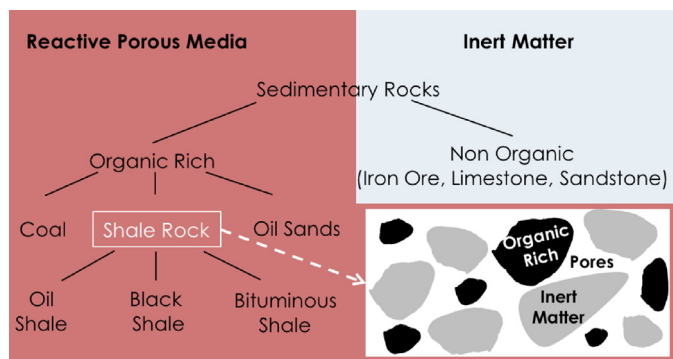 Reactive Porous Media
Inert Matter
Sedimentary Rocks
Organic Rich
Non Organic
(Iron Ore, Limestone, Sandstone)
Coal
Shale Rock
Oil Sands
Oil
Shale
Black
Shale
Bituminous
Shale
Organic
Rich
Pores
Inert
Matter